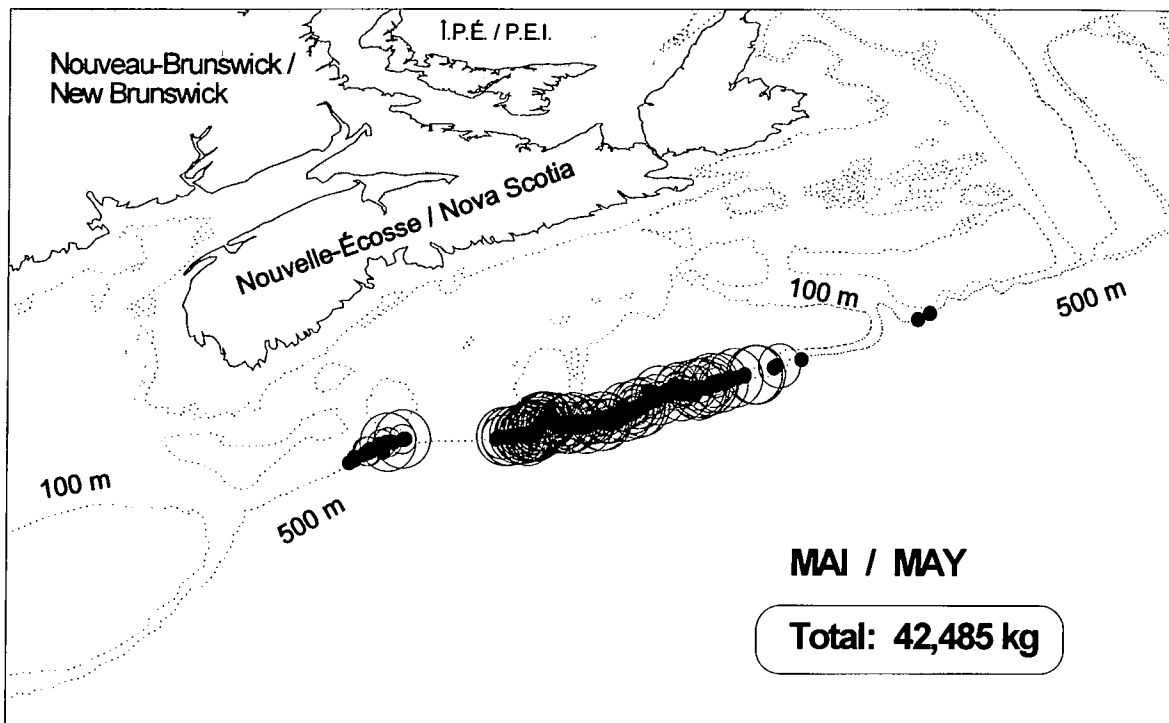 Î.P.É. / P.E.I.
Nouveau-Brunswick /
New Brunswick
Nouvelle-Écosse / Nova Scotia
100 m
500 m
100 m
500 m
MAI / MAY
Total: 42,485 kg